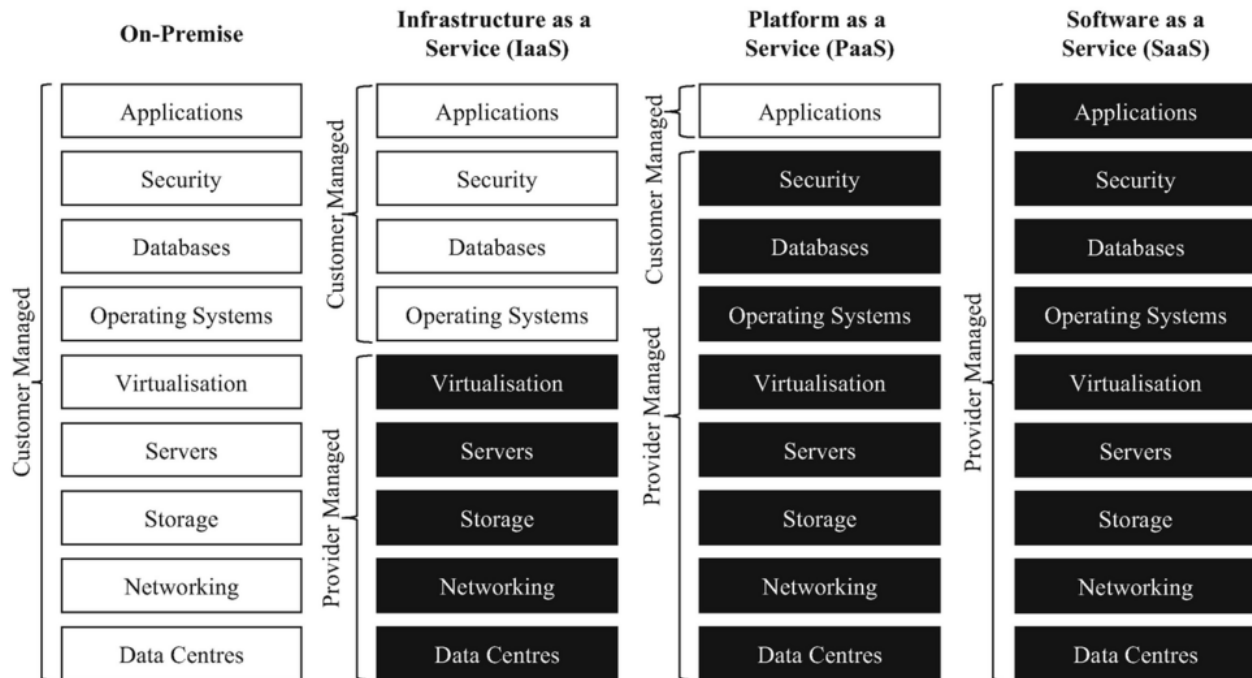 On-Premise
Infrastructure as a
Service (IaaS)
Platform as a
Service (PaaS)
Software as a
Service (SaaS)
Customer Managed
Applications
Security
Databases
Operating Systems
Virtualisation
Servers
Storage
Networking
Data Centres
Customer Managed
Provider Managed
Applications
Security
Databases
Operating Systems
Virtualisation
Servers
Storage
Networking
Data Centres
Customer Managed
Provider Managed
Applications
Security
Databases
Operating Systems
Virtualisation
Servers
Storage
Networking
Data Centres
Provider Managed
Applications
Security
Databases
Operating Systems
Virtualisation
Servers
Storage
Networking
Data Centres